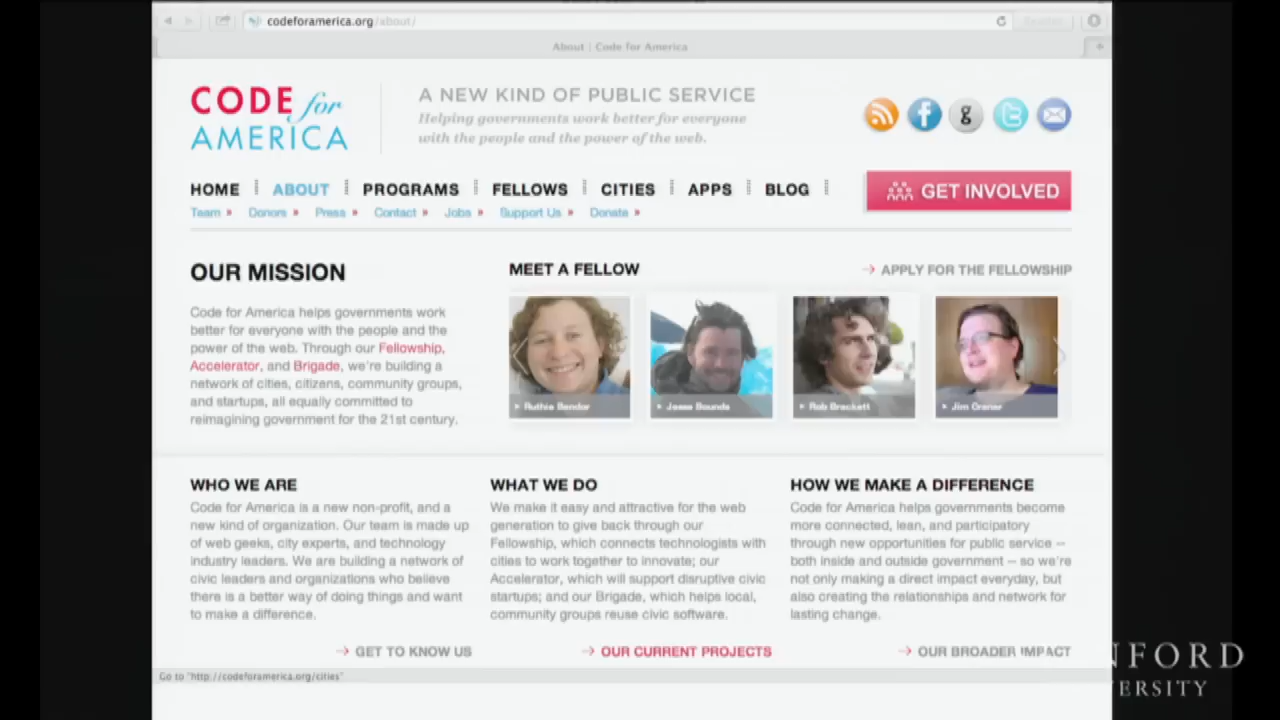 codeforamerica.org/about/
Reader
About | Code for America
CODE for
AMERICA
A NEW KIND OF PUBLIC SERVICE
Helping governments work better for everyone
with the people and the power of the web.
HOME ABOUT PROGRAMS FELLOWS CITIES APPS BLOG
GET INVOLVED
Team » Donors » Press » Contact » Jobs » Support Us » Donate »
OUR MISSION
Code for America helps governments work
better for everyone with the people and the
power of the web. Through our Fellowship,
Accelerator, and Brigade, we're building a
network of cities, citizens, community groups,
and startups, all equally committed to
reimagining government for the 21st century.
MEET A FELLOW
→ APPLY FOR THE FELLOWSHIP
Ruthie Bendor
Jesse Bounds
Rob Brackett
Jim Craner
WHO WE ARE
Code for America is a new non-profit, and a
new kind of organization. Our team is made up
of web geeks, city experts, and technology
industry leaders. We are building a network of
civic leaders and organizations who believe
there is a better way of doing things and want
to make a difference.
→ GET TO KNOW US
WHAT WE DO
We make it easy and attractive for the web
generation to give back through our
Fellowship, which connects technologists with
cities to work together to innovate; our
Accelerator, which will support disruptive civic
startups; and our Brigade, which helps local,
community groups reuse civic software.
→ OUR CURRENT PROJECTS
HOW WE MAKE A DIFFERENCE
Code for America helps governments become
more connected, lean, and participatory
through new opportunities for public service --
both inside and outside government -- so we're
not only making a direct impact everyday, but
also creating the relationships and network for
lasting change.
→ OUR BROADER IMPACT
Go to "http://codeforamerica.org/cities"
NFORD
ERSITY